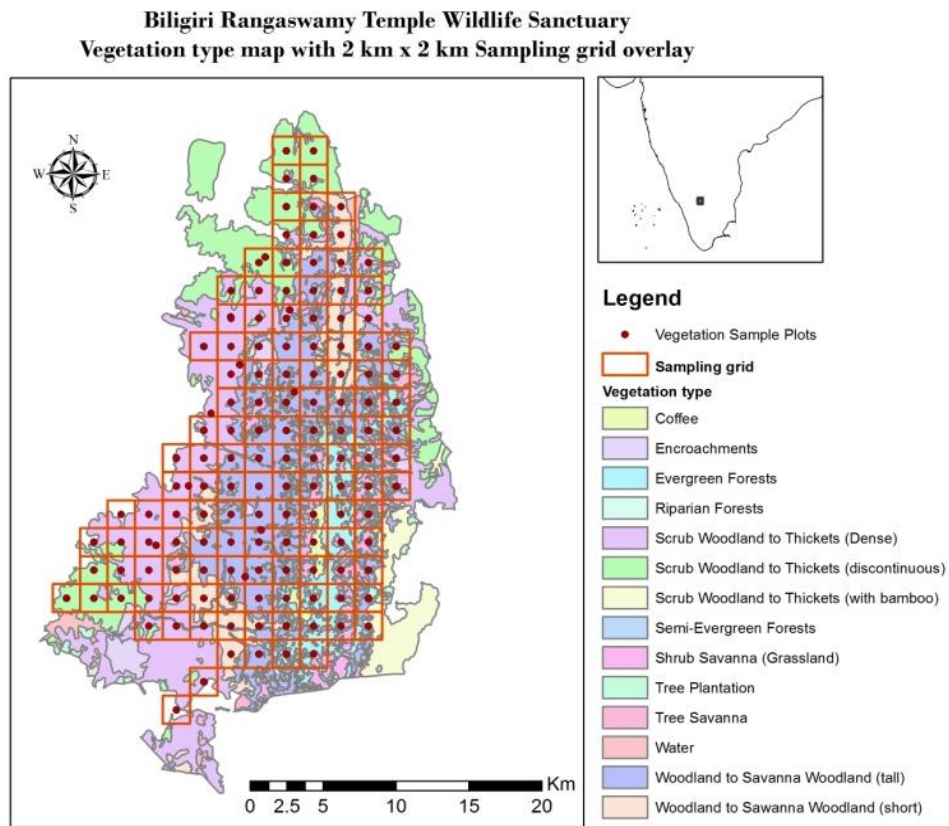 Biligiri Rangaswamy Temple Wildlife Sanctuary
Vegetation type map with 2 km x 2 km Sampling grid overlay
N
W E
S
Legend
Vegetation Sample Plots
Sampling grid
Vegetation type
Coffee
Encroachments
Evergreen Forests
Riparian Forests
Scrub Woodland to Thickets (Dense)
Scrub Woodland to Thickets (discontinuous)
Scrub Woodland to Thickets (with bamboo)
Semi-Evergreen Forests
Shrub Savanna (Grassland)
Tree Plantation
Tree Savanna
Water
Woodland to Savanna Woodland (tall)
Woodland to Sawanna Woodland (short)
Km
0 2.5 5 10 15 20